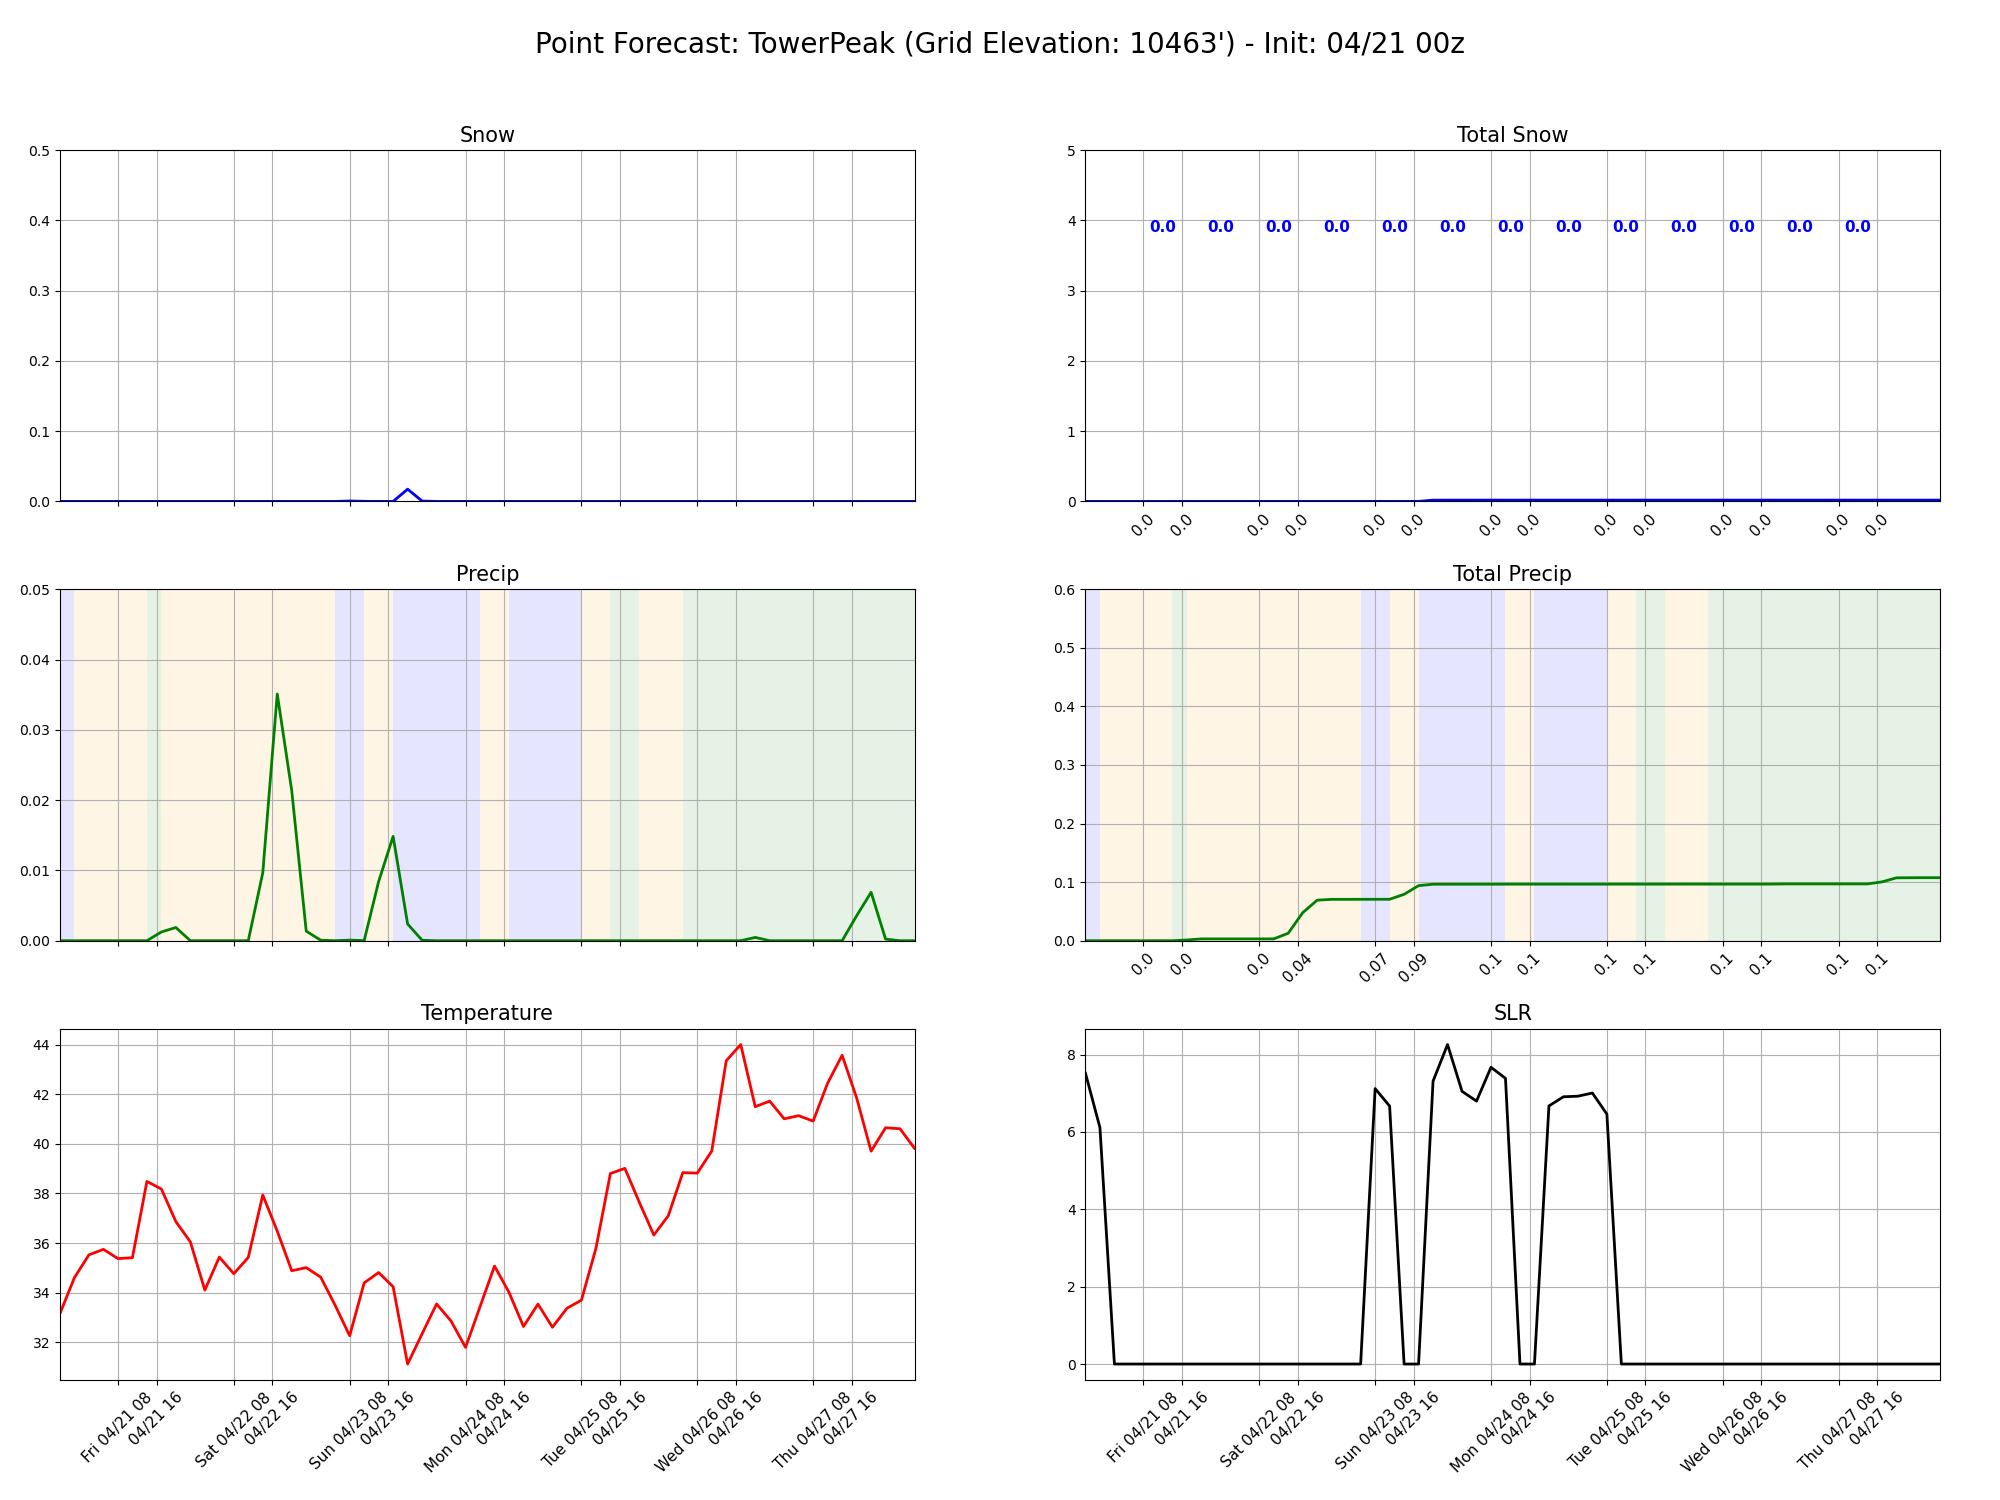 Point Forecast: TowerPeak (Grid Elevation: 10463') - Init: 04/21 00z
Snow
0.5
0.4
0.3
0.2
0.1
0.0
Total Snow
5
4
3
2
1
0
0.0 0.0 0.0 0.0 0.0 0.0 0.0 0.0 0.0 0.0 0.0 0.0 0.0
0.0 0.0 0.0 0.0 0.0 0.0 0.0 0.0 0.0 0.0 0.0 0.0 0.0 0.0
Precip
0.05
0.04
0.03
0.02
0.01
0.00
Total Precip
0.6
0.5
0.4
0.3
0.2
0.1
0.0
0.0 0.0 0.0 0.04 0.07 0.09 0.1 0.1 0.1 0.1 0.1 0.1 0.1 0.1
Temperature
44
42
40
38
36
34
32
Fri 04/21 08
04/21 16
Sat 04/22 08
04/22 16
Sun 04/23 08
04/23 16
Mon 04/24 08
04/24 16
Tue 04/25 08
04/25 16
Wed 04/26 08
04/26 16
Thu 04/27 08
04/27 16
SLR
8
6
4
2
0
Fri 04/21 08
04/21 16
Sat 04/22 08
04/22 16
Sun 04/23 08
04/23 16
Mon 04/24 08
04/24 16
Tue 04/25 08
04/25 16
Wed 04/26 08
04/26 16
Thu 04/27 08
04/27 16